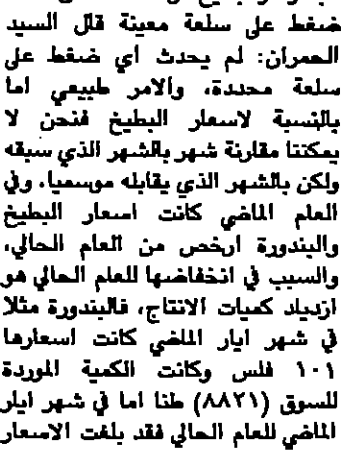 ضغط على سلعة معينة قال السيد
العمران: لم يحدث أي ضغط على
سلعة محددة، والامر طبيعي اما
بالنسبة لاسعار البطيخ فنحن لا
يمكننا مقارنة شهر بالشهر الذي سبقه
ولكن بالشهر الذي يقابله موسميا. وفي
العام الماضي كانت اسعار البطيخ
والبندورة ارخص من العام الحالي،
والسبب في انخفاضها للعام الحالي هو
ازدياد كميات الانتاج، فالبندورة مثلا
في شهر ايار الماضي كانت اسعارها
١٠١ فلس وكانت الكمية الموردة
للسوق (٨٨٢١) طنا اما في شهر ايار
الماضي للعام الحالي فقد بلغت الاسعار